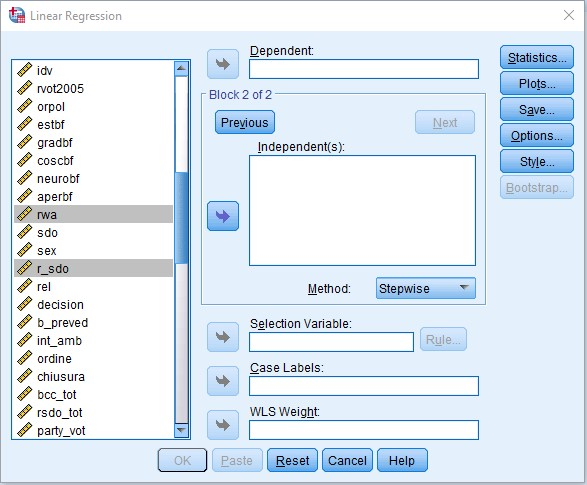 Linear Regression
idv
rvot2005
orpol
estbf
gradbf
coscbf
neurobf
aperbf
rwa
sdo
sex
r_sdo
rel
decision
b_preved
int_amb
ordine
chiusura
bcc_tot
rsdo_tot
party_vot
Dependent:
Block 2 of 2
Previous
Next
Independent(s):
Method:
Stepwise
Selection Variable:
Rule...
Case Labels:
WLS Weight:
Statistics...
Plots...
Save...
Options...
Style...
Bootstrap...
OK
Paste
Reset
Cancel
Help